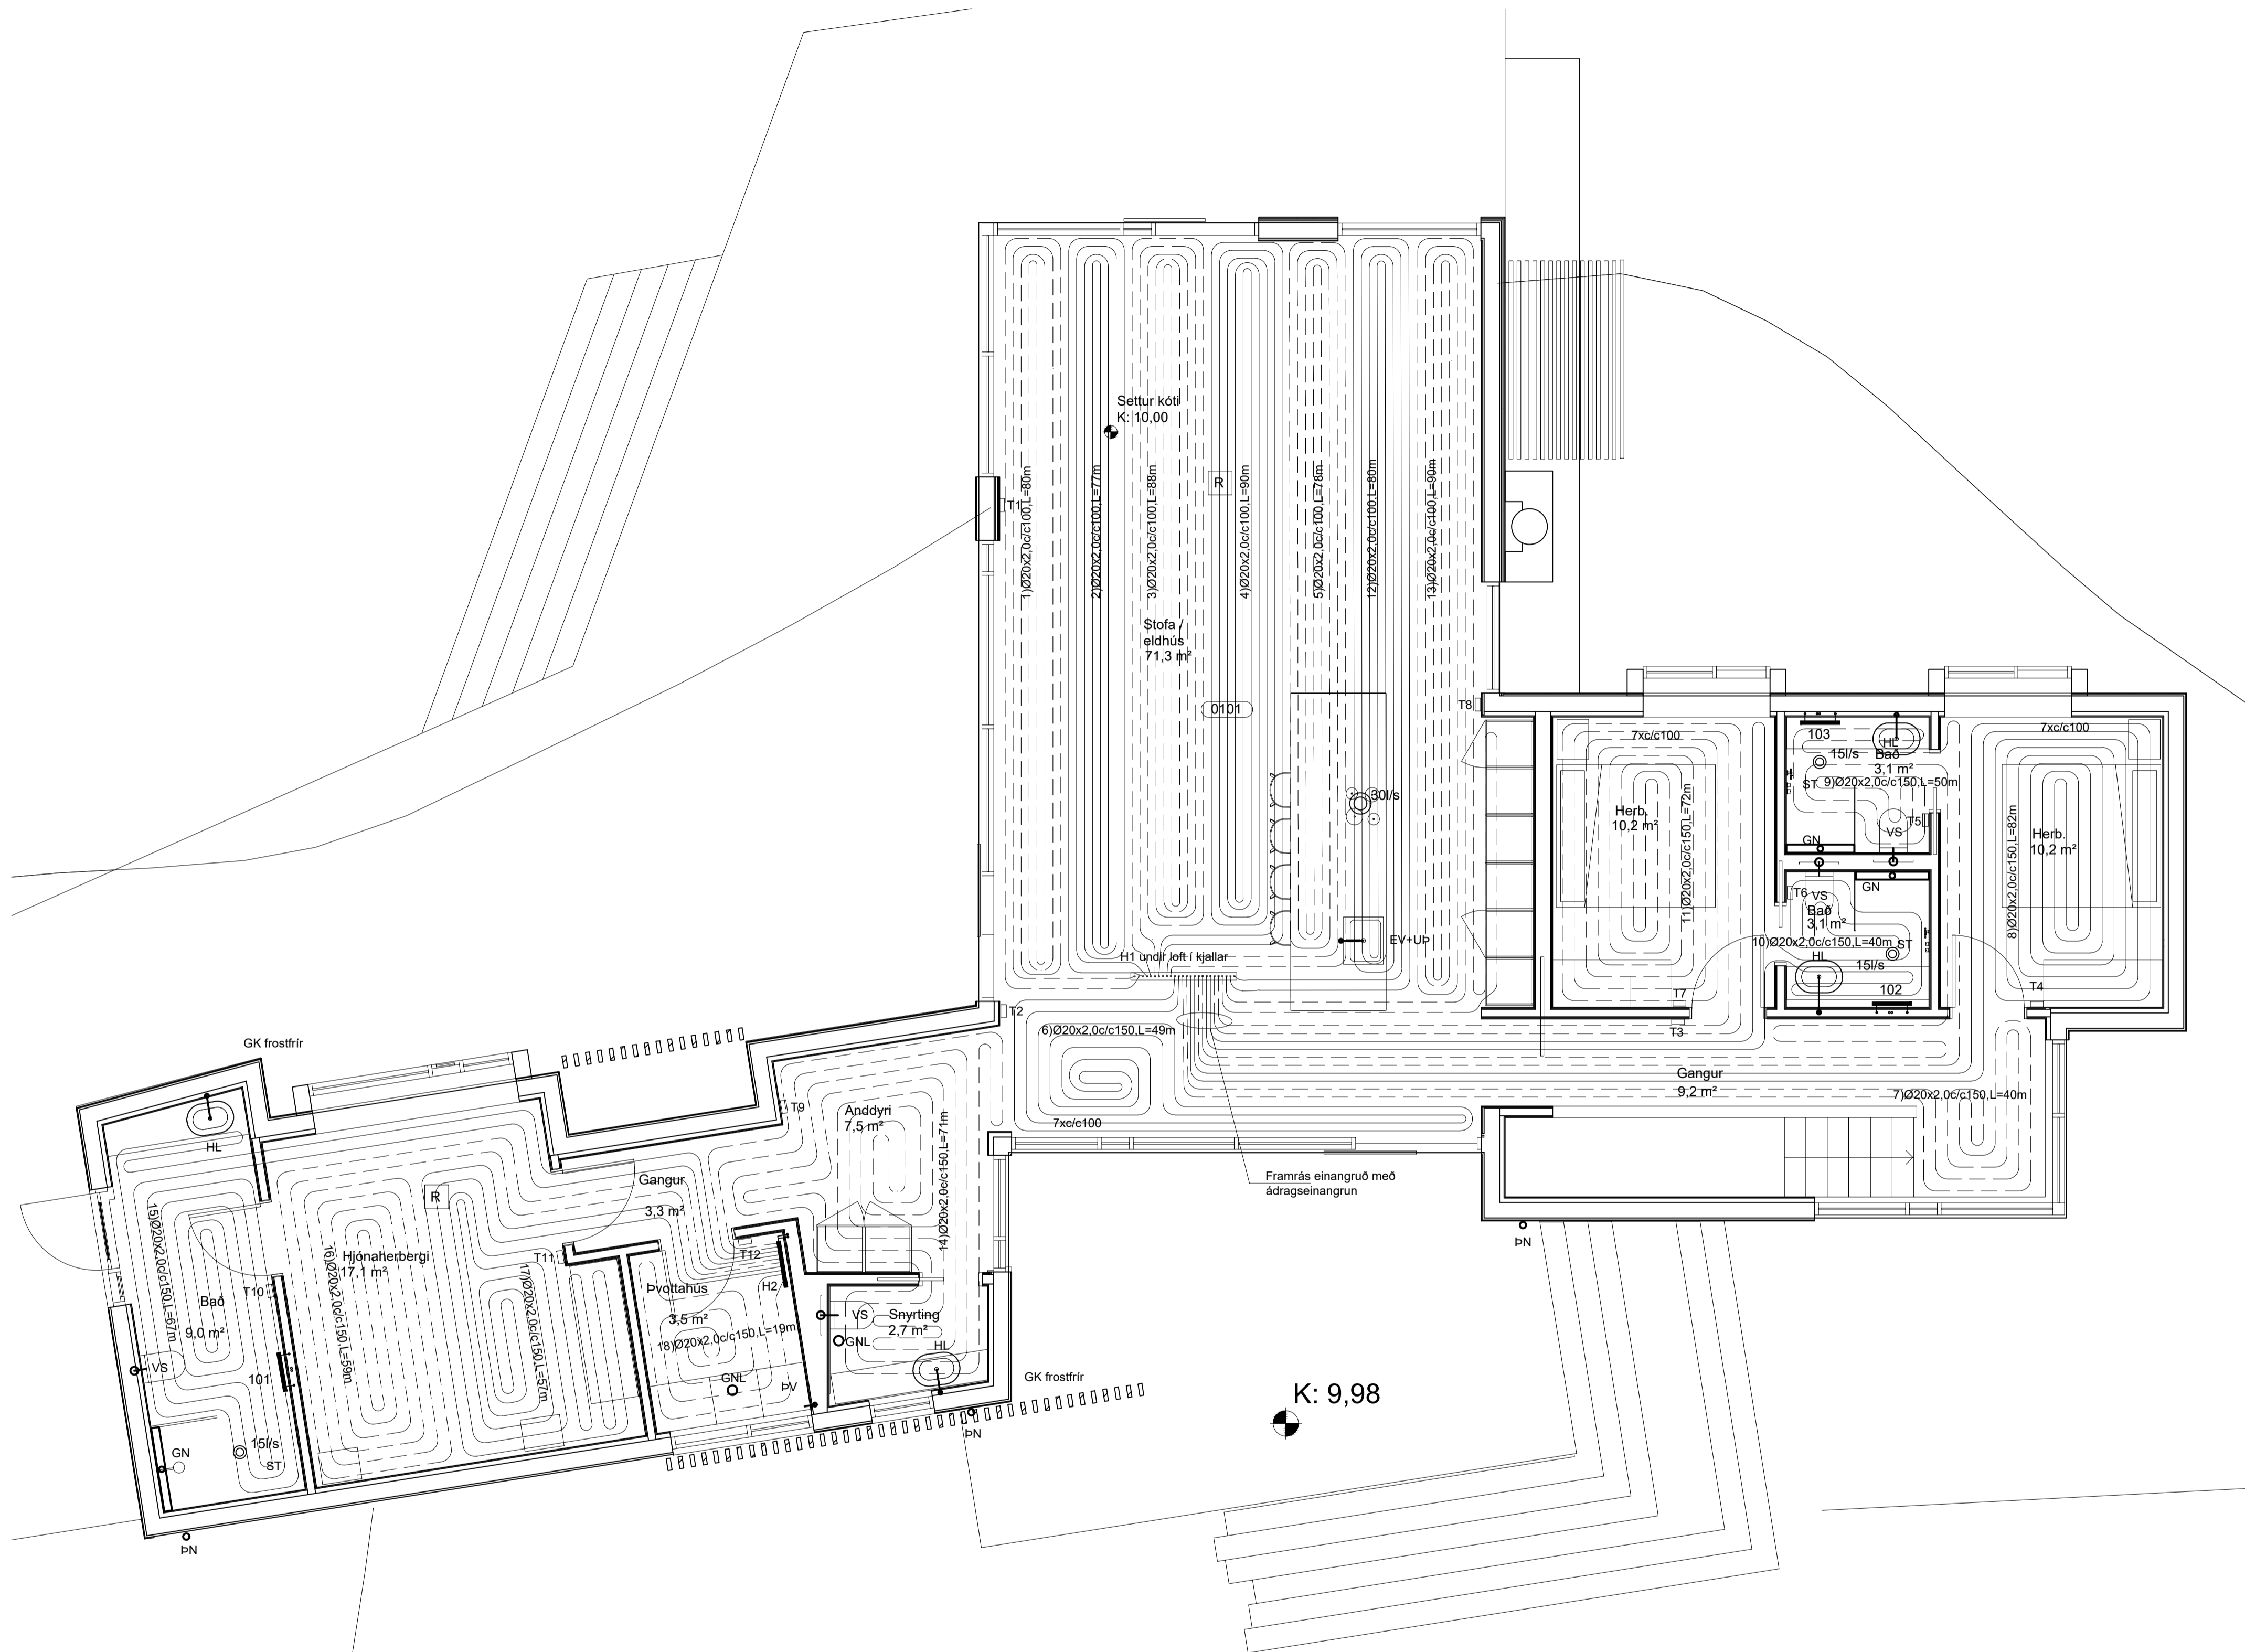 Settur kóti
K: 10,00
R
T1
1)Ø20x2,0c/c100,L=80m
2)Ø20x2,0c/c100,L=77m
3)Ø20x2,0c/c100,L=88m
4)Ø20x2,0c/c100,L=90m
5)Ø20x2,0c/c100,L=78m
12)Ø20x2,0c/c100,L=80m
13)Ø20x2,0c/c100,L=90m
Stofa /
eldhús
71,3 m²
0101
T8
30l/s
EV+UÞ
H1 undir loft í kjallar
T2
6)Ø20x2,0c/c150,L=49m
7xc/c100
7xc/c100
Herb.
10,2 m²
11)Ø20x2,0c/c150,L=72m
T7
T3
103
HL
15l/s
Bað
3,1 m²
9)Ø20x2,0c/c150,L=50m
ST
T5
VS
GN
GN
T6
VS
Bað
3,1 m²
10)Ø20x2,0c/c150,L=40m
ST
HL
15l/s
102
7xc/c100
Herb.
10,2 m²
8)Ø20x2,0c/c150,L=82m
T4
Gangur
9,2 m²
7)Ø20x2,0c/c150,L=40m
Framrás einangruð með
ádragseinangrun
ÞN
GK frostfrír
HL
T9
Anddyri
7,5 m²
14)Ø20x2,0c/c150,L=71m
Gangur
3,3 m²
R
15)Ø20x2,0c/c150,L=67m
Hjónaherbergi
17,1 m²
16)Ø20x2,0c/c150,L=59m
17)Ø20x2,0c/c150,L=57m
T10
T11
T12
Bað
9,0 m²
VS
101
15l/s
GN
ST
ÞN
Þvottahús
3,5 m²
18)Ø20x2,0c/c150,L=19m
H2
GNL
ÞV
VS
GNL
Snyrting
2,7 m²
HL
GK frostfrír
ÞN
K: 9,98